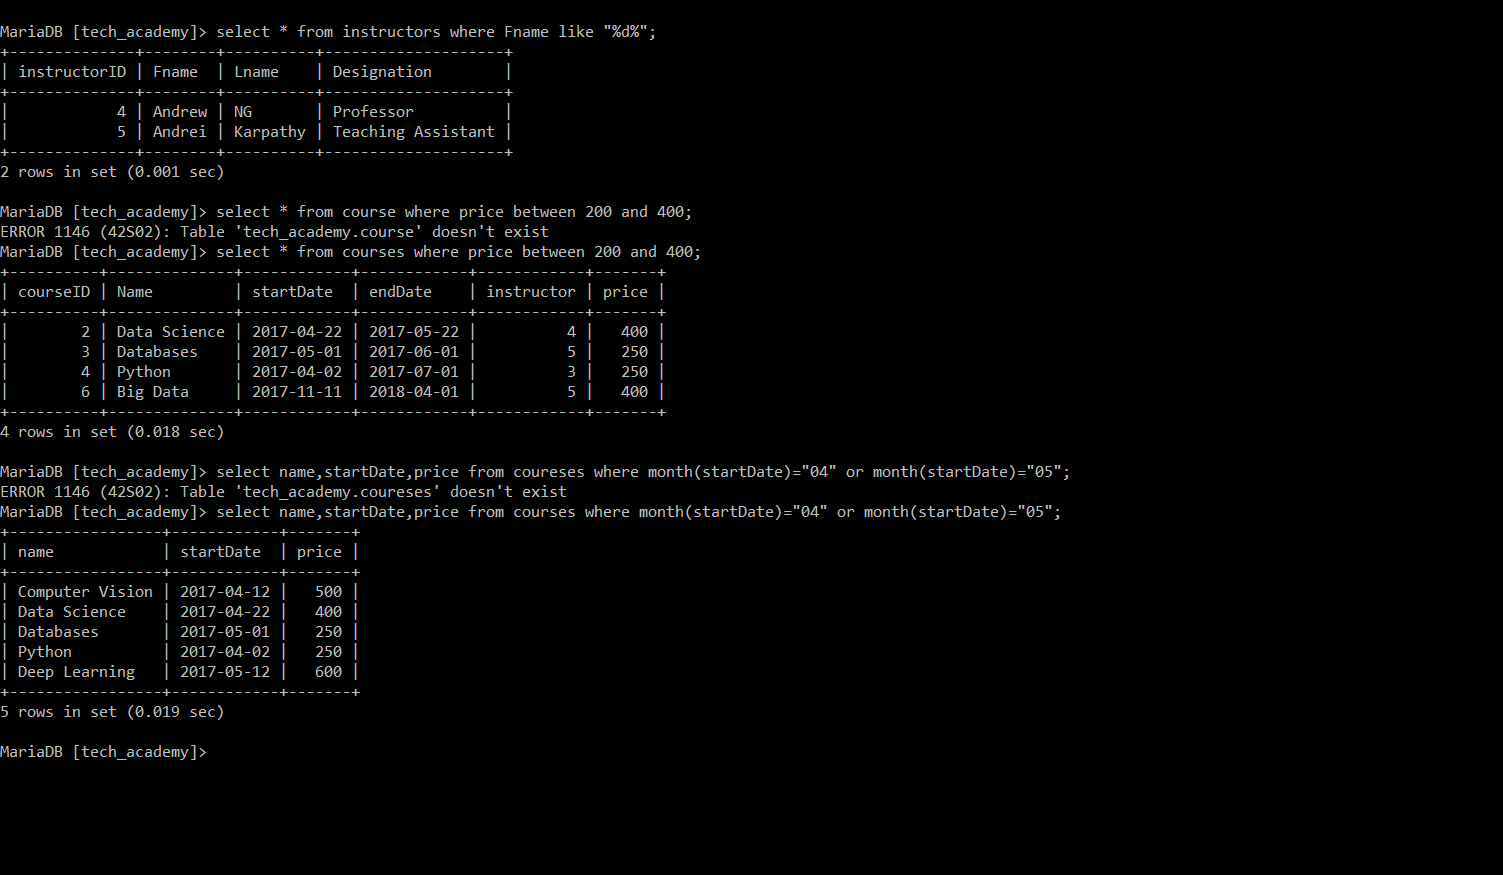 MariaDB [tech_academy]> select * from instructors where Fname like "%d%";
+--------------+--------+----------+--------------------+
| instructorID | Fname  | Lname    | Designation        |
+--------------+--------+----------+--------------------+
|            4 | Andrew | NG       | Professor          |
|            5 | Andrei | Karpathy | Teaching Assistant |
+--------------+--------+----------+--------------------+
2 rows in set (0.001 sec)

MariaDB [tech_academy]> select * from course where price between 200 and 400;
ERROR 1146 (42S02): Table 'tech_academy.course' doesn't exist
MariaDB [tech_academy]> select * from courses where price between 200 and 400;
+----------+--------------+------------+------------+------------+-------+
| courseID | Name         | startDate  | endDate    | instructor | price |
+----------+--------------+------------+------------+------------+-------+
|        2 | Data Science | 2017-04-22 | 2017-05-22 |          4 |   400 |
|        3 | Databases    | 2017-05-01 | 2017-06-01 |          5 |   250 |
|        4 | Python       | 2017-04-02 | 2017-07-01 |          3 |   250 |
|        6 | Big Data     | 2017-11-11 | 2018-04-01 |          5 |   400 |
+----------+--------------+------------+------------+------------+-------+
4 rows in set (0.018 sec)

MariaDB [tech_academy]> select name,startDate,price from coureses where month(startDate)="04" or month(startDate)="05";
ERROR 1146 (42S02): Table 'tech_academy.coureses' doesn't exist
MariaDB [tech_academy]> select name,startDate,price from courses where month(startDate)="04" or month(startDate)="05";
+-----------------+------------+-------+
| name            | startDate  | price |
+-----------------+------------+-------+
| Computer Vision | 2017-04-12 |   500 |
| Data Science    | 2017-04-22 |   400 |
| Databases       | 2017-05-01 |   250 |
| Python          | 2017-04-02 |   250 |
| Deep Learning   | 2017-05-12 |   600 |
+-----------------+------------+-------+
5 rows in set (0.019 sec)

MariaDB [tech_academy]>